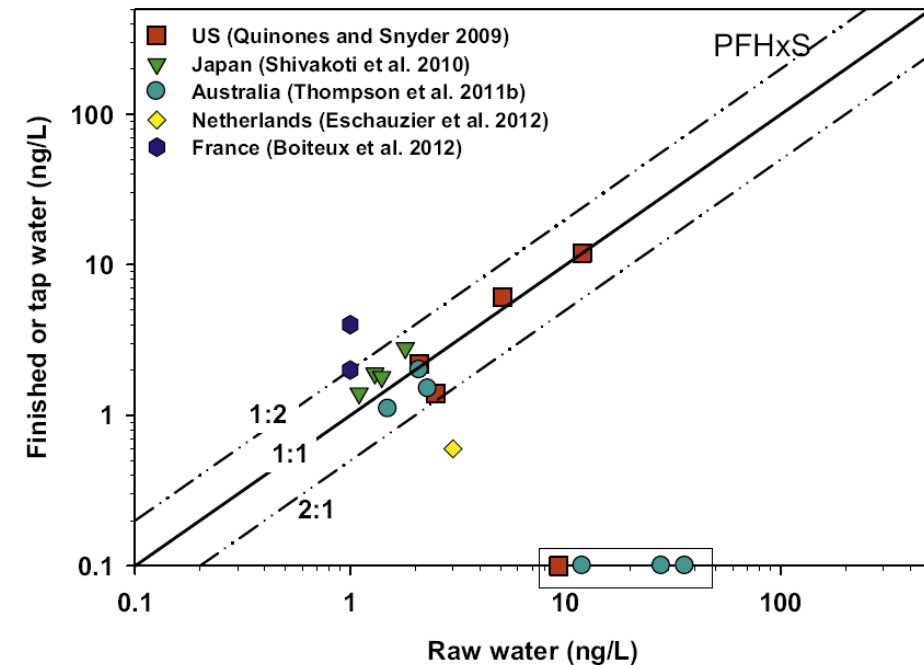 US (Quinones and Snyder 2009)
Japan (Shivakoti et al. 2010)
Australia (Thompson et al. 2011b)
Netherlands (Eschauzier et al. 2012)
France (Boiteux et al. 2012)
PFHxS
Finished or tap water (ng/L)
100
10
1
0.1
1:2
1:1
2:1
0.1
1
10
100
Raw water (ng/L)